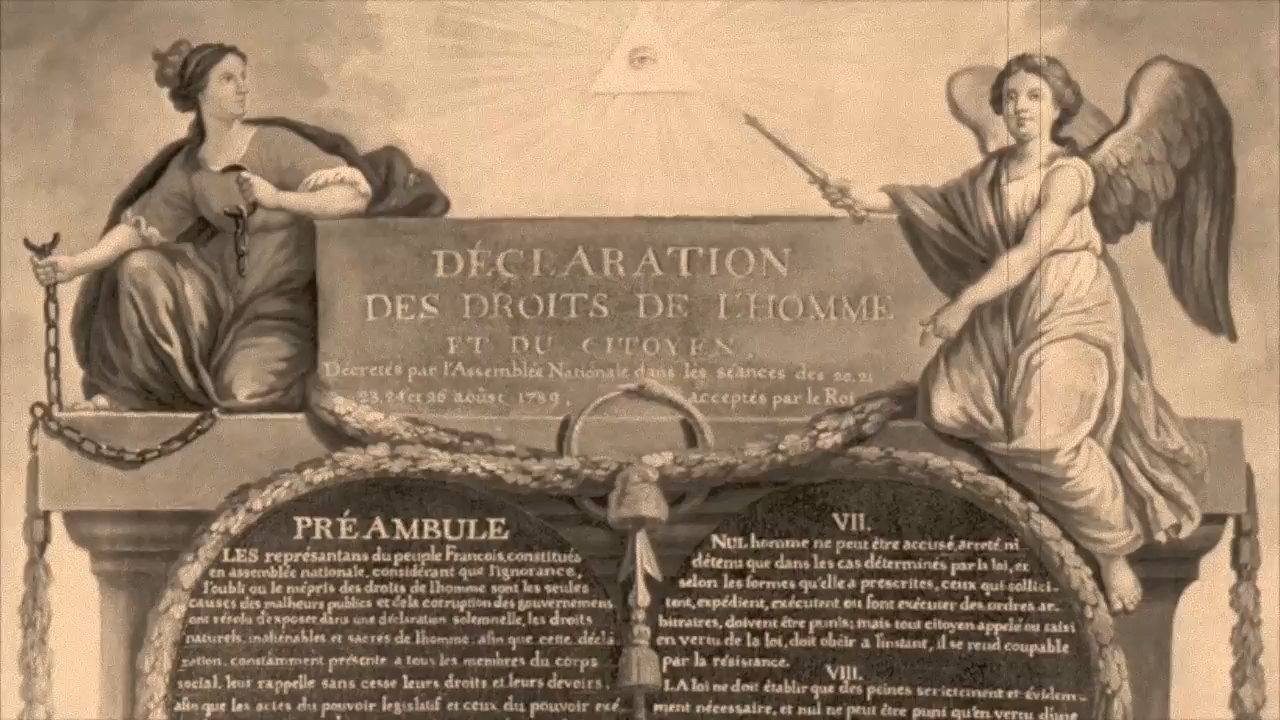 DÉCLARATION
DES DROITS DE L'HOMME
ET DU CITOYEN,
Décretés par l'Assemblée Nationale dans les séances des 20, 21
23, 24 et 26 août 1789, acceptés par le Roi
PRÉAMBULE
LES représantans du peuple Francois, constitués
en assemblée nationale, considérant que l'ignorance,
l'oubli ou le mépris des droits de l'homme sont les seules
causes des malheurs publics et de la corruption des gouvernemens
ont résolu d'exposer dans une déclaration solemnelle, les droits
naturels, inaliénables et sacrés de l'homme: afin que cette décla-
ration, constamment présente a tous les membres du corps
social, leur rappelle sans cesse leurs droits et leurs devoirs,
afin que les actes du pouvoir legislatif et ceux du pouvoir exé-
VII.
NUL homme ne peut être accusé, arreté, ni
détenu que dans les cas déterminés par la loi, et
selon les formes qu'elle a prescrites, ceux qui sollici-
tent, expédient, exécutent ou font exécuter des ordres ar-
bitraires, doivent être punis; mais tout citoyen appelé ou saisi
en vertu de la loi, doit obéir a l'instant, il se rend coupable
par la résistance.
VIII.
LA loi ne doit établir que des peines strictement et évidem-
ment nécessaire, et nul ne peut être puni qu'en vertu d'une